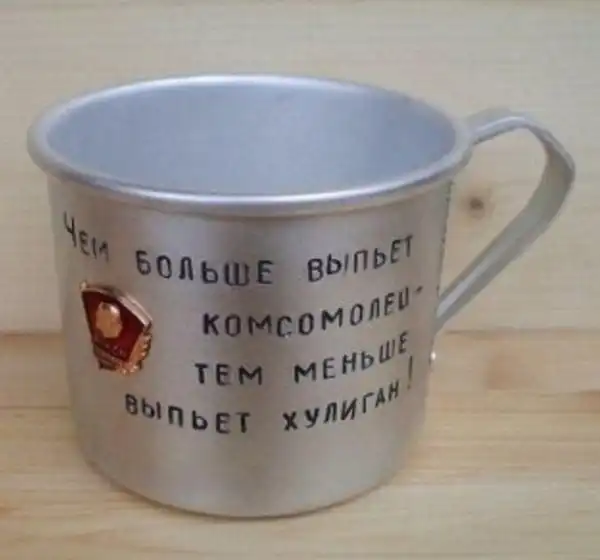 Чем БОЛЬШЕ ВЫПЬЕТ
КОМСОМОЛЕЦ-
ТЕМ МЕНЬШЕ
ВЫПЬЕТ ХУЛИГАН!